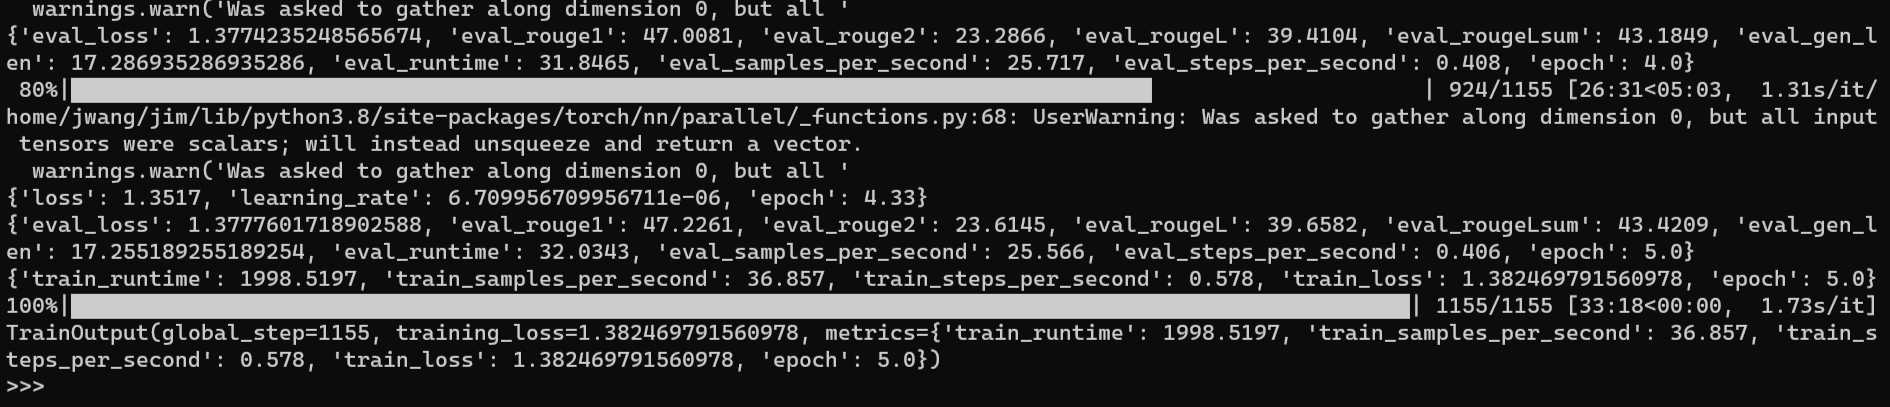 warnings.warn('Was asked to gather along dimension 0, but all '
{'eval_loss': 1.3774235248565674, 'eval_rouge1': 47.0081, 'eval_rouge2': 23.2866, 'eval_rougeL': 39.4104, 'eval_rougeLsum': 43.1849, 'eval_gen_l
en': 17.286935286935286, 'eval_runtime': 31.8465, 'eval_samples_per_second': 25.717, 'eval_steps_per_second': 0.408, 'epoch': 4.0}
 80%| | 924/1155 [26:31<05:03,  1.31s/it/
home/jwang/jim/lib/python3.8/site-packages/torch/nn/parallel/_functions.py:68: UserWarning: Was asked to gather along dimension 0, but all input
 tensors were scalars; will instead unsqueeze and return a vector.
  warnings.warn('Was asked to gather along dimension 0, but all '
{'loss': 1.3517, 'learning_rate': 6.709956709956711e-06, 'epoch': 4.33}
{'eval_loss': 1.3777601718902588, 'eval_rouge1': 47.2261, 'eval_rouge2': 23.6145, 'eval_rougeL': 39.6582, 'eval_rougeLsum': 43.4209, 'eval_gen_l
en': 17.255189255189254, 'eval_runtime': 32.0343, 'eval_samples_per_second': 25.566, 'eval_steps_per_second': 0.406, 'epoch': 5.0}
{'train_runtime': 1998.5197, 'train_samples_per_second': 36.857, 'train_steps_per_second': 0.578, 'train_loss': 1.382469791560978, 'epoch': 5.0}
100%| | 1155/1155 [33:18<00:00,  1.73s/it]
TrainOutput(global_step=1155, training_loss=1.382469791560978, metrics={'train_runtime': 1998.5197, 'train_samples_per_second': 36.857, 'train_s
teps_per_second': 0.578, 'train_loss': 1.382469791560978, 'epoch': 5.0})
>>>